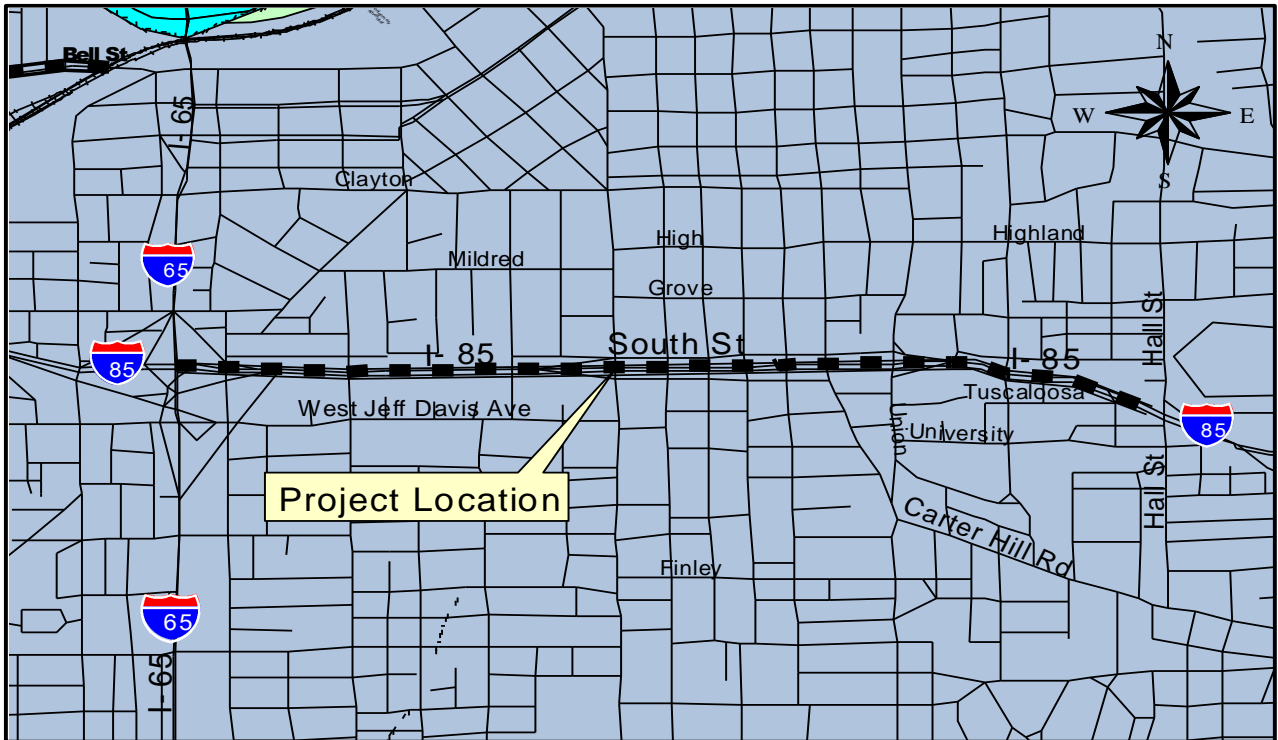 Bell St
N
I- 65
W
E
Clayton
S
High
Highland
Mildred
65
Grove
Hall St
South St
I- 85
I- 85
85
Tuscaloosa
West Jeff Davis Ave
Union
University
85
Project Location
Hall St
Carter Hill Rd
Finley
65
I- 65